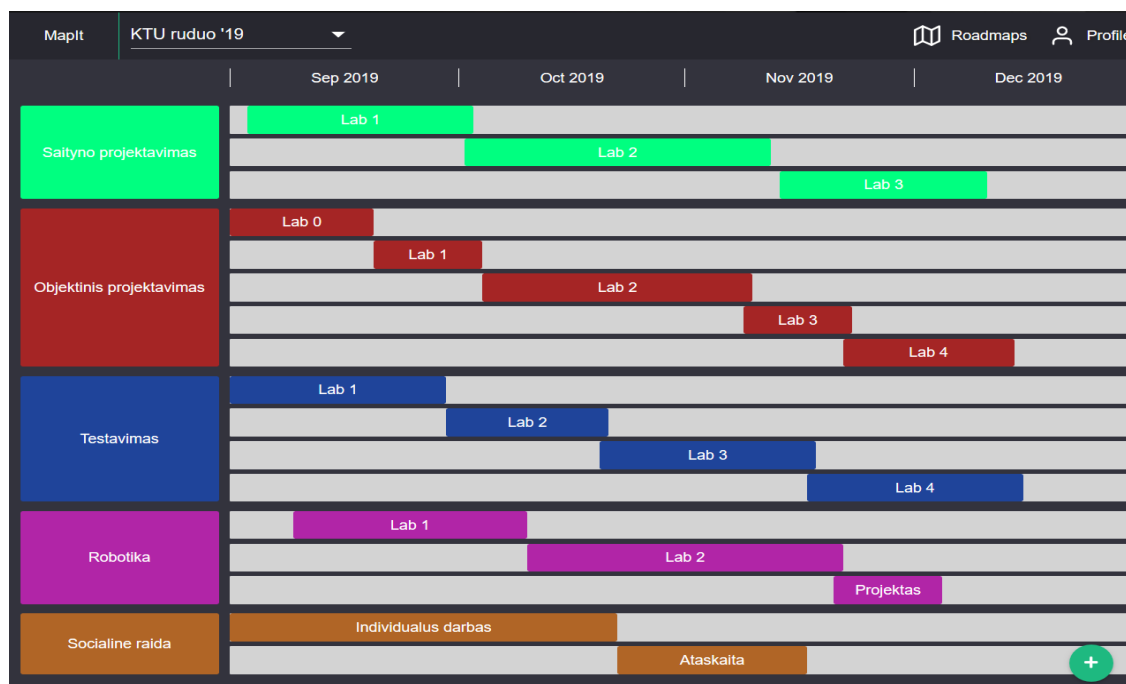 MapIt KTU ruduo '19 Roadmaps Profile
Sep 2019 Oct 2019 Nov 2019 Dec 2019
Saityno projektavimas
Lab 1
Lab 2
Lab 3
Objektinis projektavimas
Lab 0
Lab 1
Lab 2
Lab 3
Lab 4
Testavimas
Lab 1
Lab 2
Lab 3
Lab 4
Robotika
Lab 1
Lab 2
Projektas
Socialine raida
Individualus darbas
Ataskaita